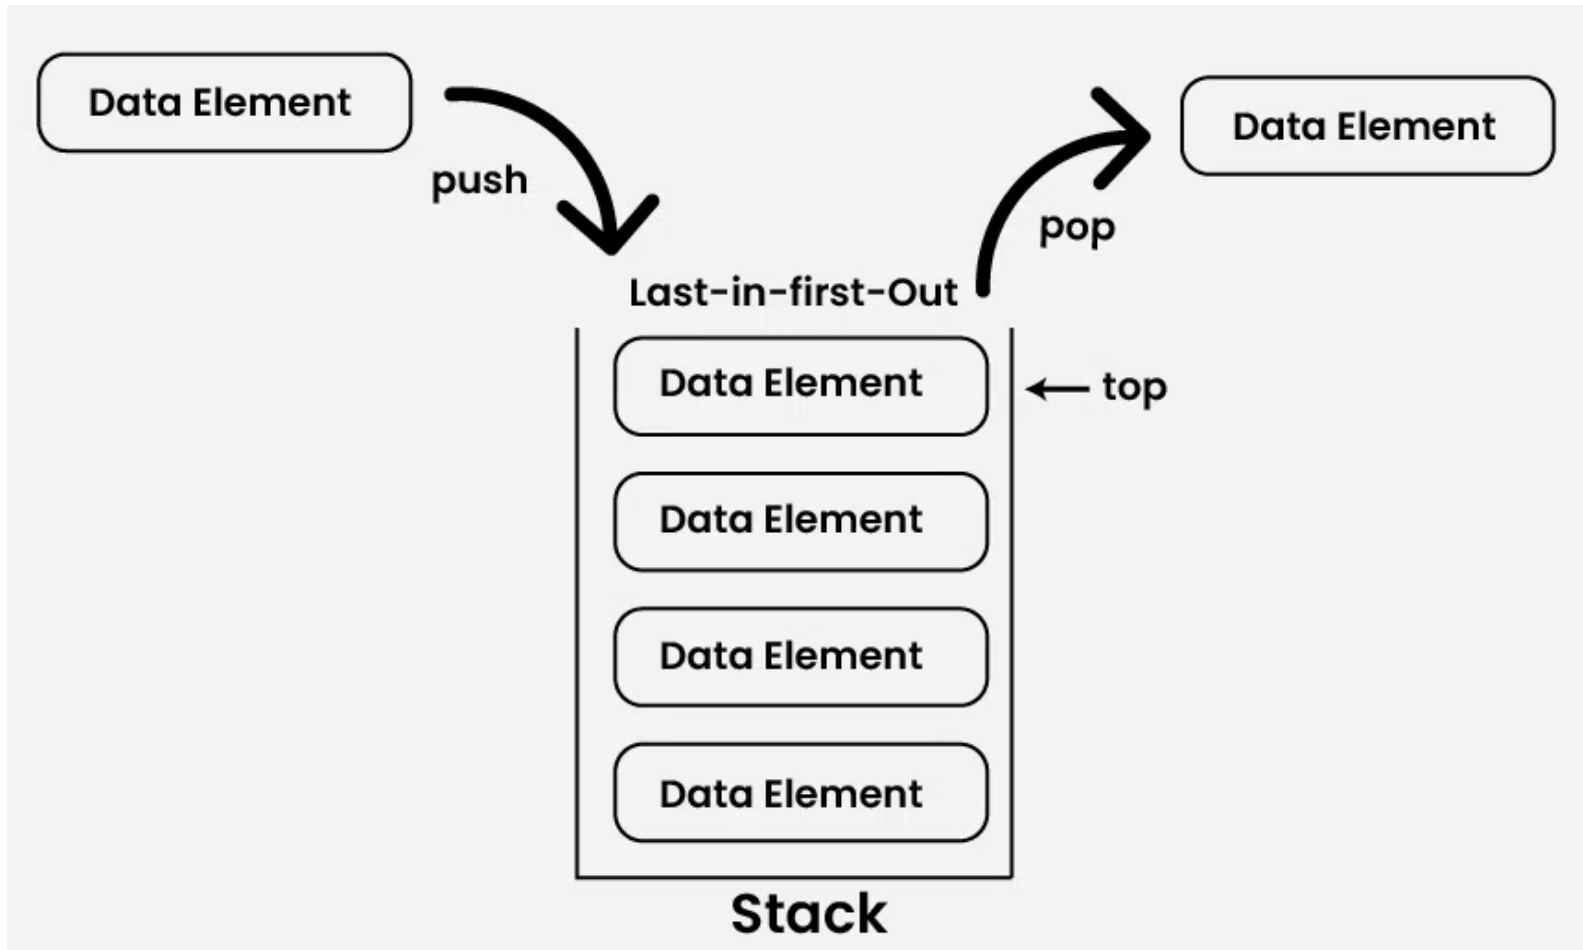 Data Element
push
Data Element
pop
Last-in-first-Out
Data Element
top
Data Element
Data Element
Data Element
Stack